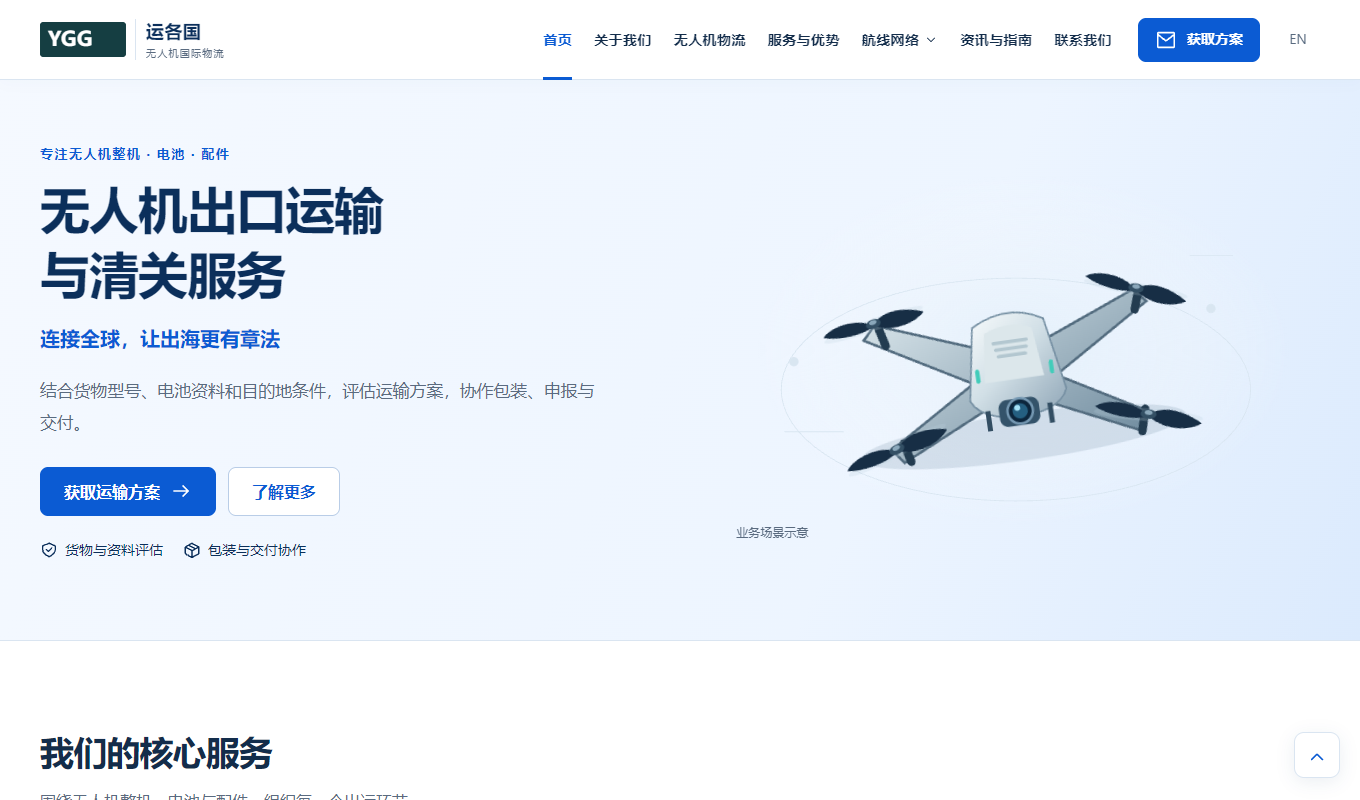 YGG
运各国
无人机国际物流
首页
关于我们
无人机物流
服务与优势
航线网络
资讯与指南
联系我们
获取方案
EN
专注无人机整机 · 电池 · 配件
无人机出口运输
与清关服务
连接全球，让出海更有章法
结合货物型号、电池资料和目的地条件，评估运输方案，协作包装、申报与
交付。
获取运输方案
了解更多
货物与资料评估
包装与交付协作
业务场景示意
我们的核心服务